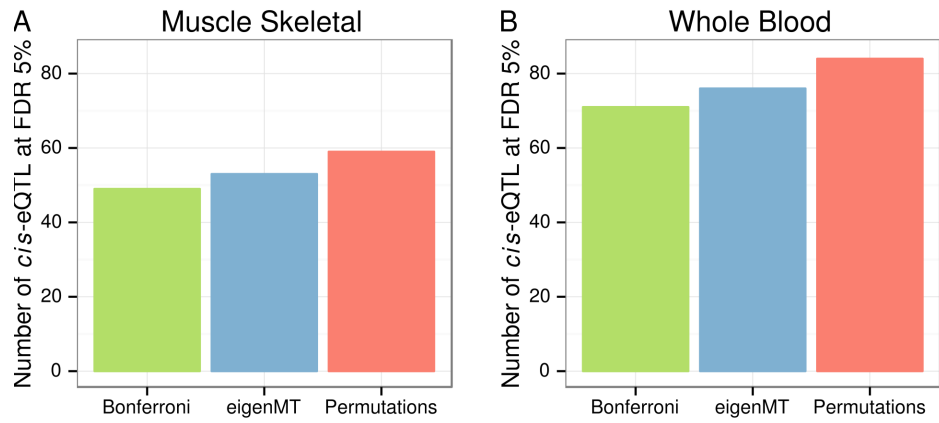 A
Muscle Skeletal
Number of cis-eQTL at FDR 5%
80
60
40
20
0
Bonferroni eigenMT Permutations
B
Whole Blood
Number of cis-eQTL at FDR 5%
80
60
40
20
0
Bonferroni eigenMT Permutations